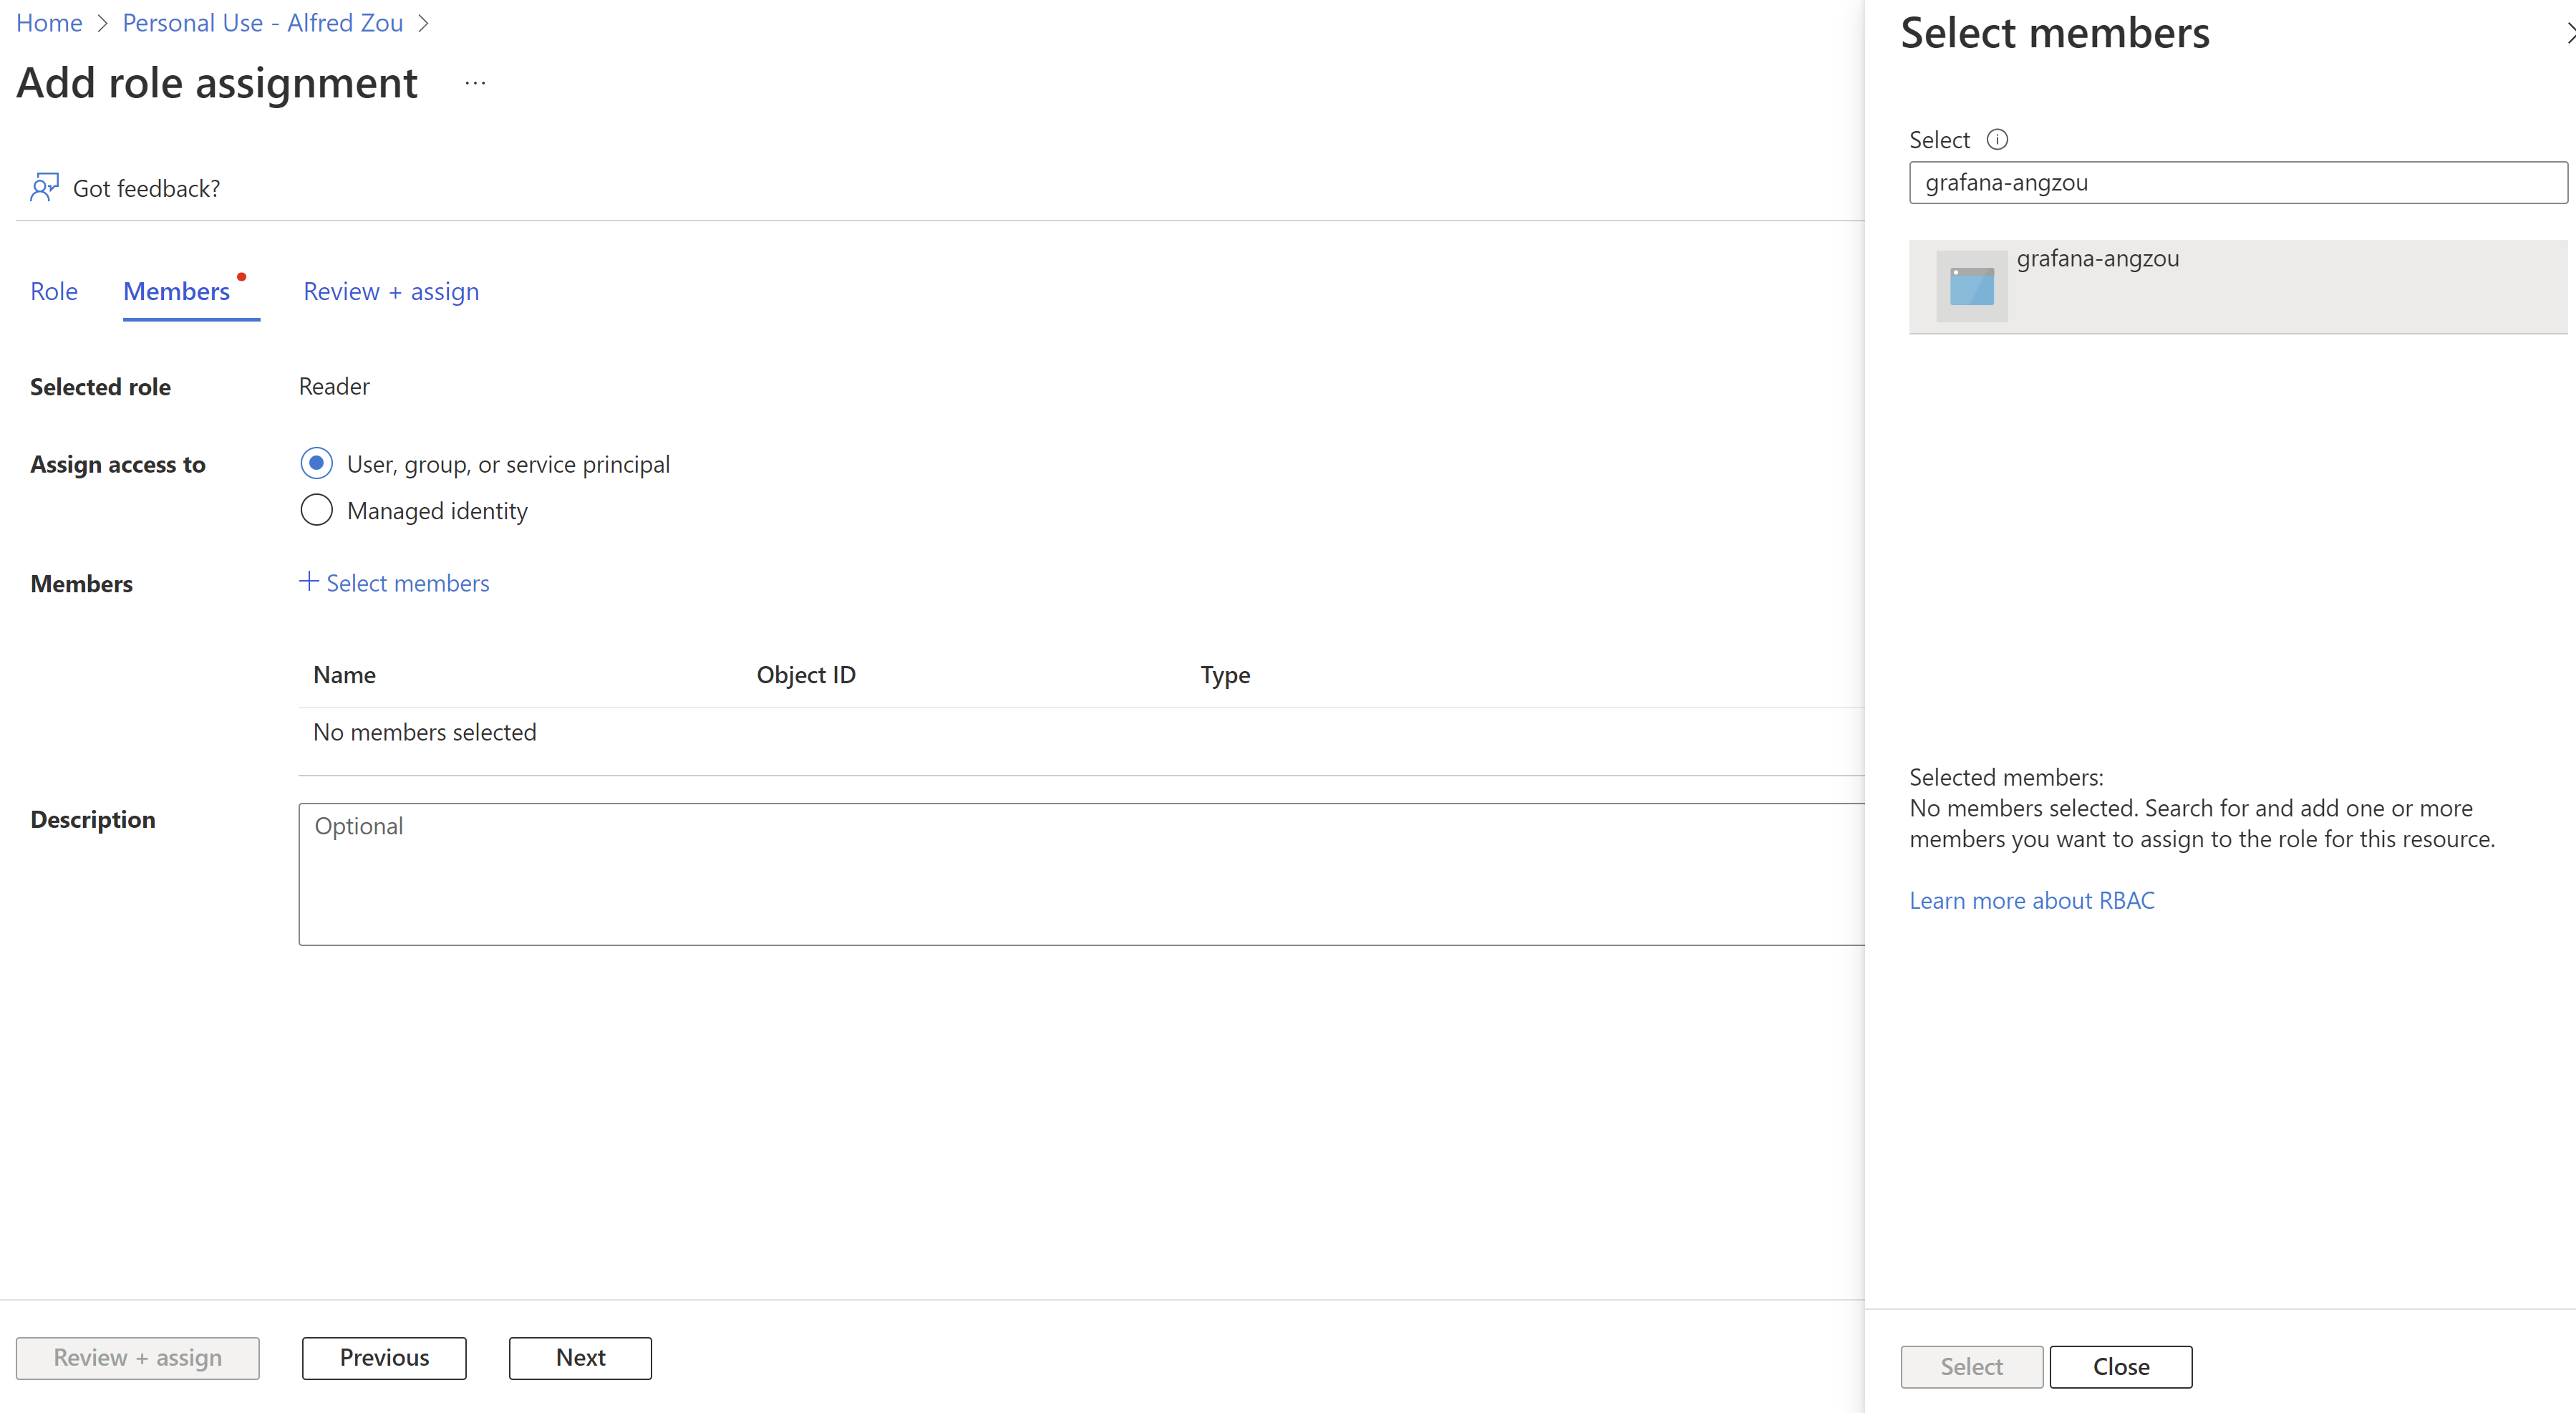 Home > Personal Use - Alfred Zou >
Add role assignment ...
Got feedback?
Role Members Review + assign
Selected role Reader
Assign access to User, group, or service principal
Managed identity
Members + Select members
Name Object ID Type
No members selected
Description Optional
Review + assign Previous Next
Select members
Select
grafana-angzou
grafana-angzou
Selected members:
No members selected. Search for and add one or more
members you want to assign to the role for this resource.
Learn more about RBAC
Select Close